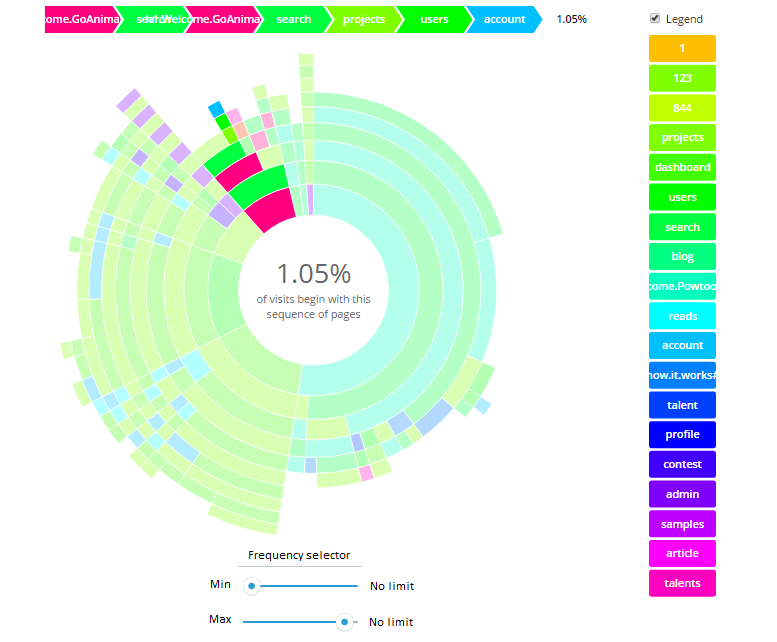 come.GoAnima
search
Welcome.GoAnima
search
projects
users
account
1.05%
Legend
1
123
844
projects
dashboard
users
search
blog
come.Powtoo
reads
account
how.it.works#
talent
profile
contest
admin
samples
article
talents
1.05%
of visits begin with this
sequence of pages
Frequency selector
Min
No limit
Max
No limit